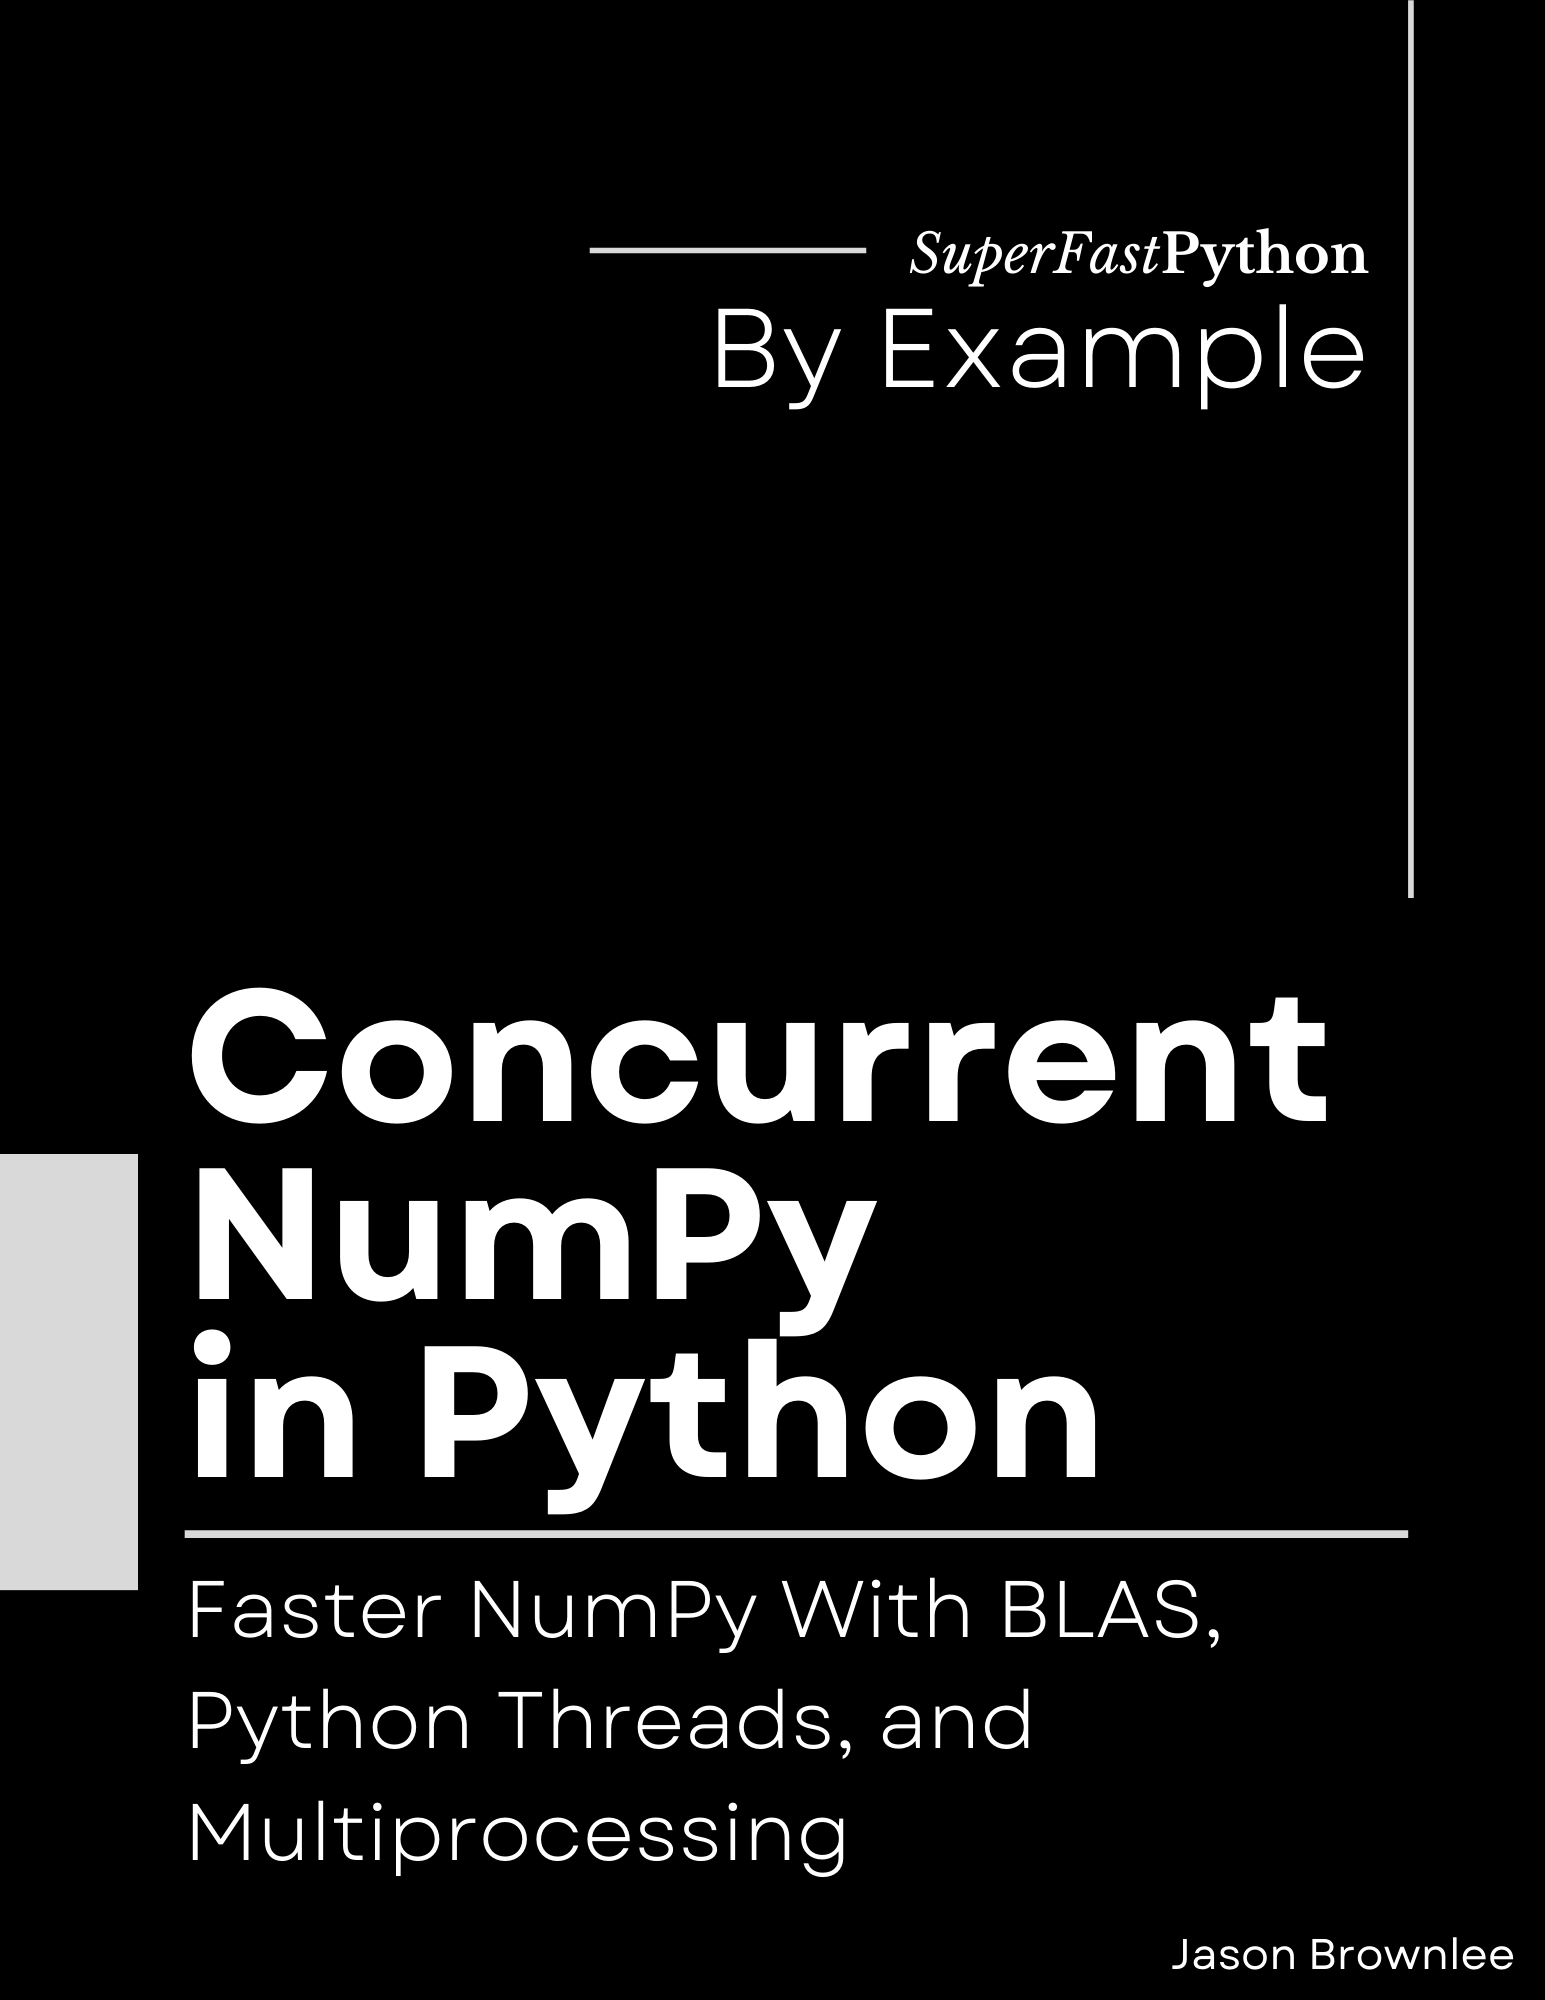 SuperFastPython
By Example
Concurrent
NumPy
in Python
Faster NumPy With BLAS,
Python Threads, and
Multiprocessing
Jason Brownlee